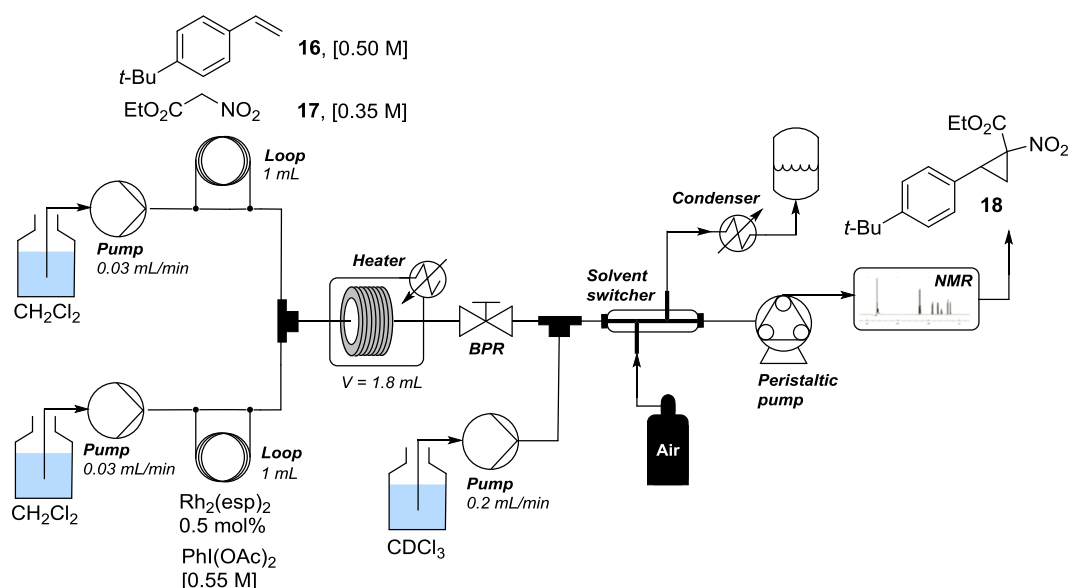 16, [0.50 M]
t-Bu
EtO₂C NO₂ 17, [0.35 M]
Loop
1 mL
Pump
0.03 mL/min
CH₂Cl₂
Heater
V = 1.8 mL
BPR
Pump
0.03 mL/min
CH₂Cl₂
Loop
1 mL
Rh₂(esp)₂
0.5 mol%
PhI(OAc)₂
[0.55 M]
Pump
0.2 mL/min
CDCl₃
Solvent
switcher
Condenser
Air
Peristaltic
pump
NMR
EtO₂C
NO₂
18
t-Bu